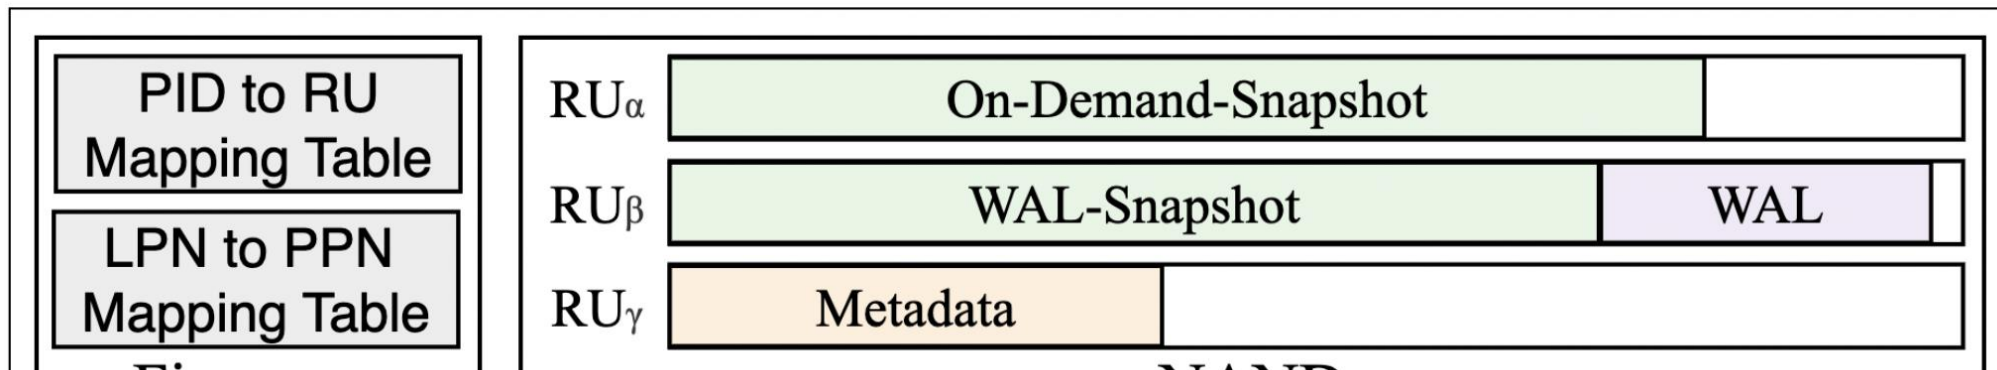 PID to RU
Mapping Table
LPN to PPN
Mapping Table
RUα On-Demand-Snapshot
RUβ WAL-Snapshot WAL
RUγ Metadata
NAND